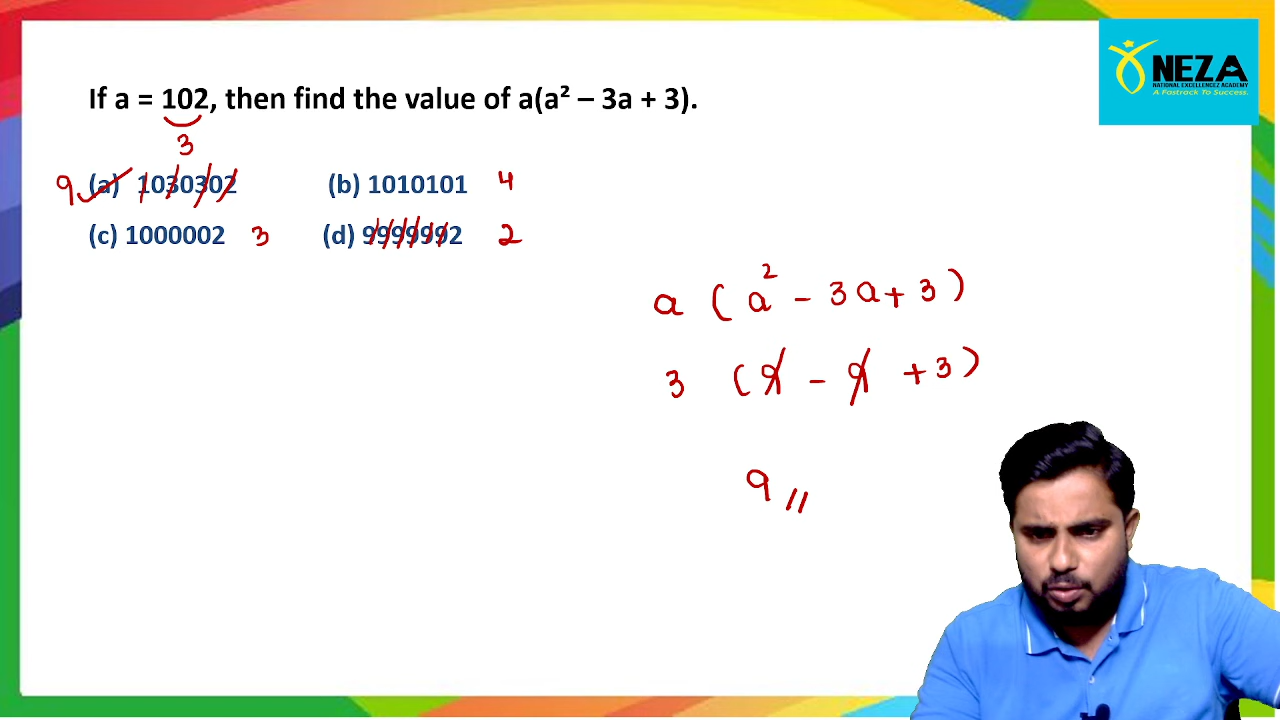 NEZA
NATIONAL EXCELLENCEZ ACADEMY
A Fastrack To Success.
If a = 102, then find the value of a(a² – 3a + 3).
3
9 (a) 1030302 (b) 1010101 4
(c) 1000002 3 (d) 9999992 2
a ( a² - 3a + 3 )
3 ( 9 - 9 + 3 )
9 //